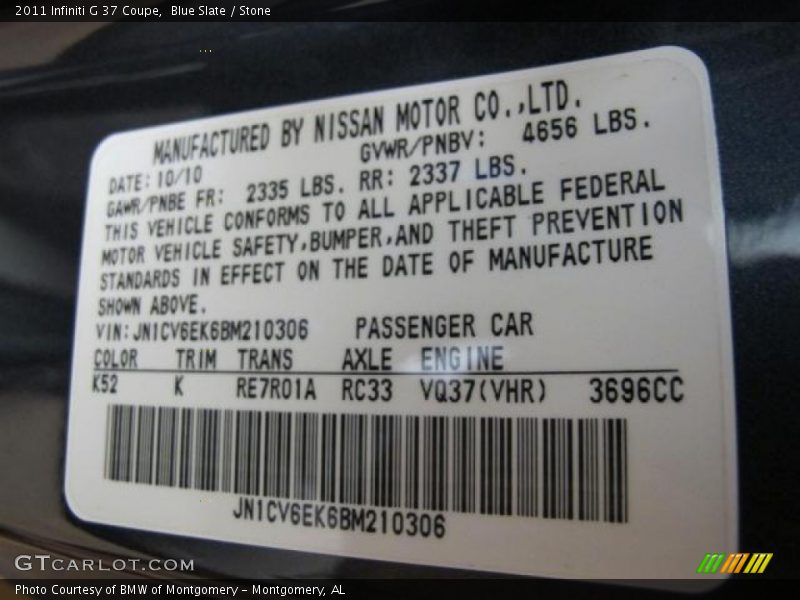 2011 Infiniti G 37 Coupe,  Blue Slate / Stone
MANUFACTURED BY NISSAN MOTOR CO.,LTD.
DATE: 10/10 GVWR/PNBV: 4656 LBS.
GAWR/PNBE FR: 2335 LBS. RR: 2337 LBS.
THIS VEHICLE CONFORMS TO ALL APPLICABLE FEDERAL
MOTOR VEHICLE SAFETY,BUMPER,AND THEFT PREVENTION
STANDARDS IN EFFECT ON THE DATE OF MANUFACTURE
SHOWN ABOVE.
VIN:JN1CV6EK6BM210306 PASSENGER CAR
COLOR TRIM TRANS AXLE ENGINE
K52 K RE7R01A RC33 VQ37(VHR) 3696CC
JN1CV6EK6BM210306
GTCARLOT.COM
Photo Courtesy of BMW of Montgomery – Montgomery, AL